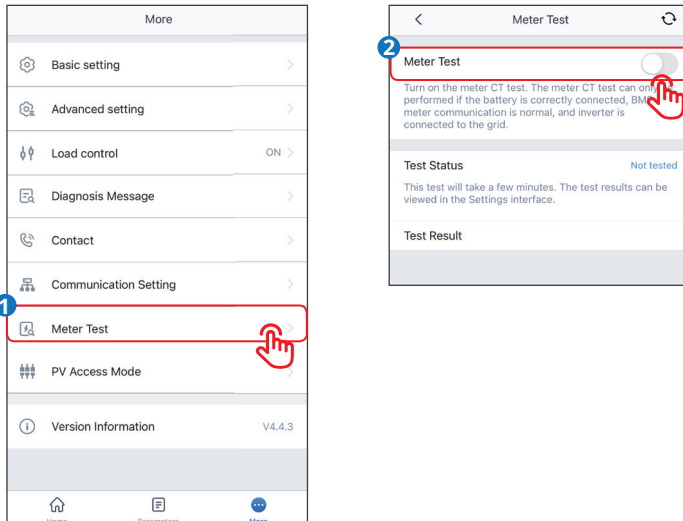 More
Basic setting
Advanced setting
Load control ON
Diagnosis Message
Contact
Communication Setting
1
Meter Test
PV Access Mode
Version Information V4.4.3
More
Meter Test
2
Meter Test
Turn on the meter CT test. The meter CT test can only
performed if the battery is correctly connected, BMS
meter communication is normal, and inverter is
connected to the grid.
Test Status Not tested
This test will take a few minutes. The test results can be
viewed in the Settings interface.
Test Result